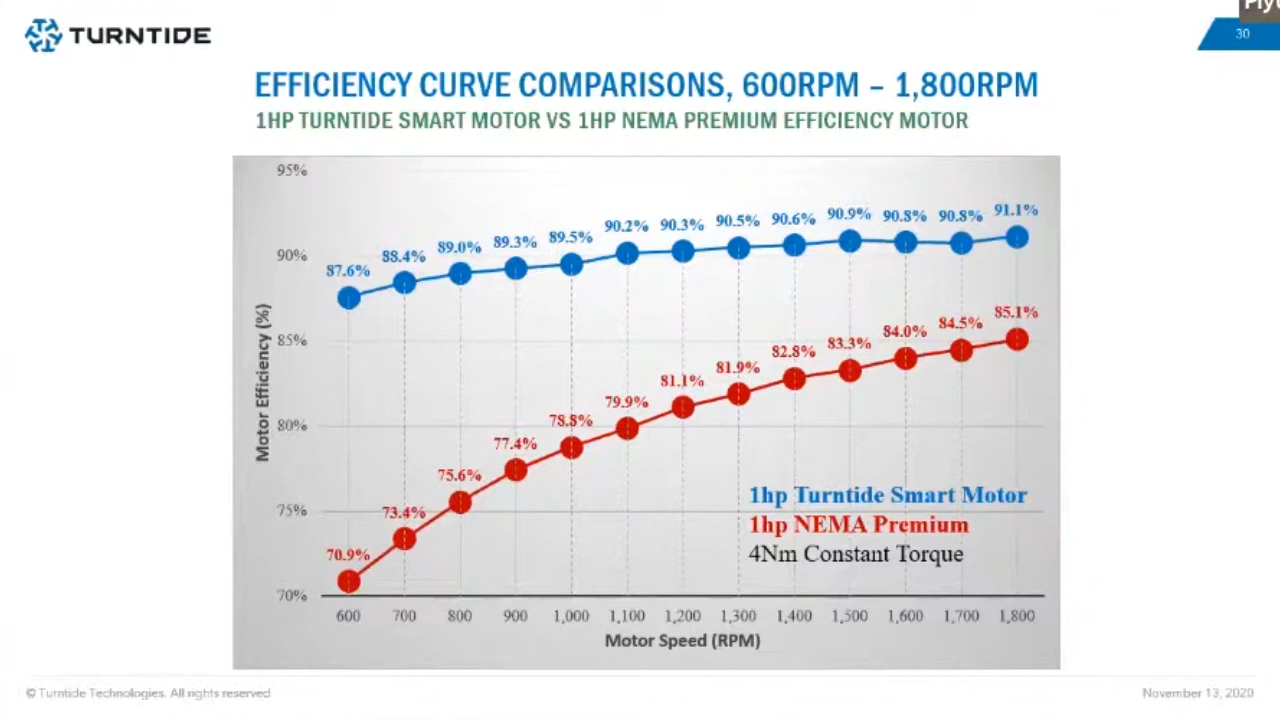 TURNTIDE
30
EFFICIENCY CURVE COMPARISONS, 600RPM – 1,800RPM
1HP TURNTIDE SMART MOTOR VS 1HP NEMA PREMIUM EFFICIENCY MOTOR
95%
90%
85%
80%
75%
70%
Motor Efficiency (%)
87.6% 88.4% 89.0% 89.3% 89.5% 90.2% 90.3% 90.5% 90.6% 90.9% 90.8% 90.8% 91.1%
70.9% 73.4% 75.6% 77.4% 78.8% 79.9% 81.1% 81.9% 82.8% 83.3% 84.0% 84.5% 85.1%
1hp Turntide Smart Motor
1hp NEMA Premium
4Nm Constant Torque
600 700 800 900 1,000 1,100 1,200 1,300 1,400 1,500 1,600 1,700 1,800
Motor Speed (RPM)
© Turntide Technologies. All rights reserved
November 13, 2020